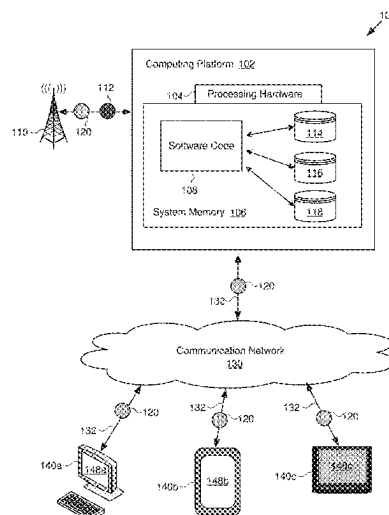 10
Computing Platform 102
112
104
Processing Hardware
110
120
114
Software Code
116
108
118
System Memory 106
120
132
Communication Network
130
132
120
132
120
132
120
140a
148a
140b
148b
140c